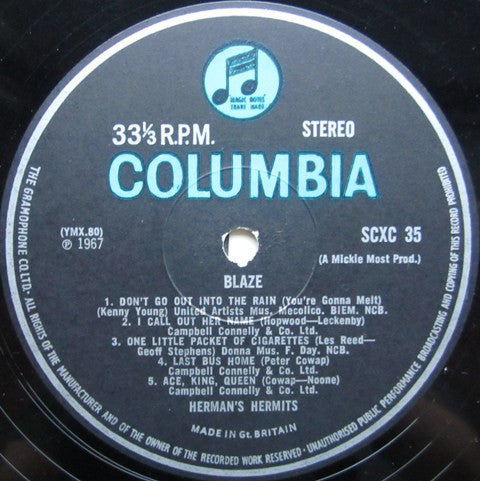 MAGIC NOTES
TRADE MARK
33⅓ R.P.M.
STEREO
COLUMBIA
(YMX.80)
℗ 1967
SCXC 35
(A Mickie Most Prod.)
BLAZE
1. DON'T GO OUT INTO THE RAIN (You're Gonna Melt)
(Kenny Young) United Artists Mus. Mecolico. BIEM. NCB.
2. I CALL OUT HER NAME (Hopwood—Leckenby)
Campbell Connelly & Co. Ltd.
3. ONE LITTLE PACKET OF CIGARETTES (Les Reed—
Geoff Stephens) Donna Mus. F. Day. NCB.
4. LAST BUS HOME (Peter Cowap)
Campbell Connelly & Co. Ltd.
5. ACE, KING, QUEEN (Cowap—Noone)
Campbell Connelly & Co. Ltd.
HERMAN'S HERMITS
MADE IN Gt. BRITAIN
THE GRAMOPHONE CO. LTD. · ALL RIGHTS OF THE MANUFACTURER AND OF THE OWNER OF THE RECORDED WORK RESERVED · UNAUTHORISED PUBLIC PERFORMANCE BROADCASTING AND COPYING OF THIS RECORD PROHIBITED